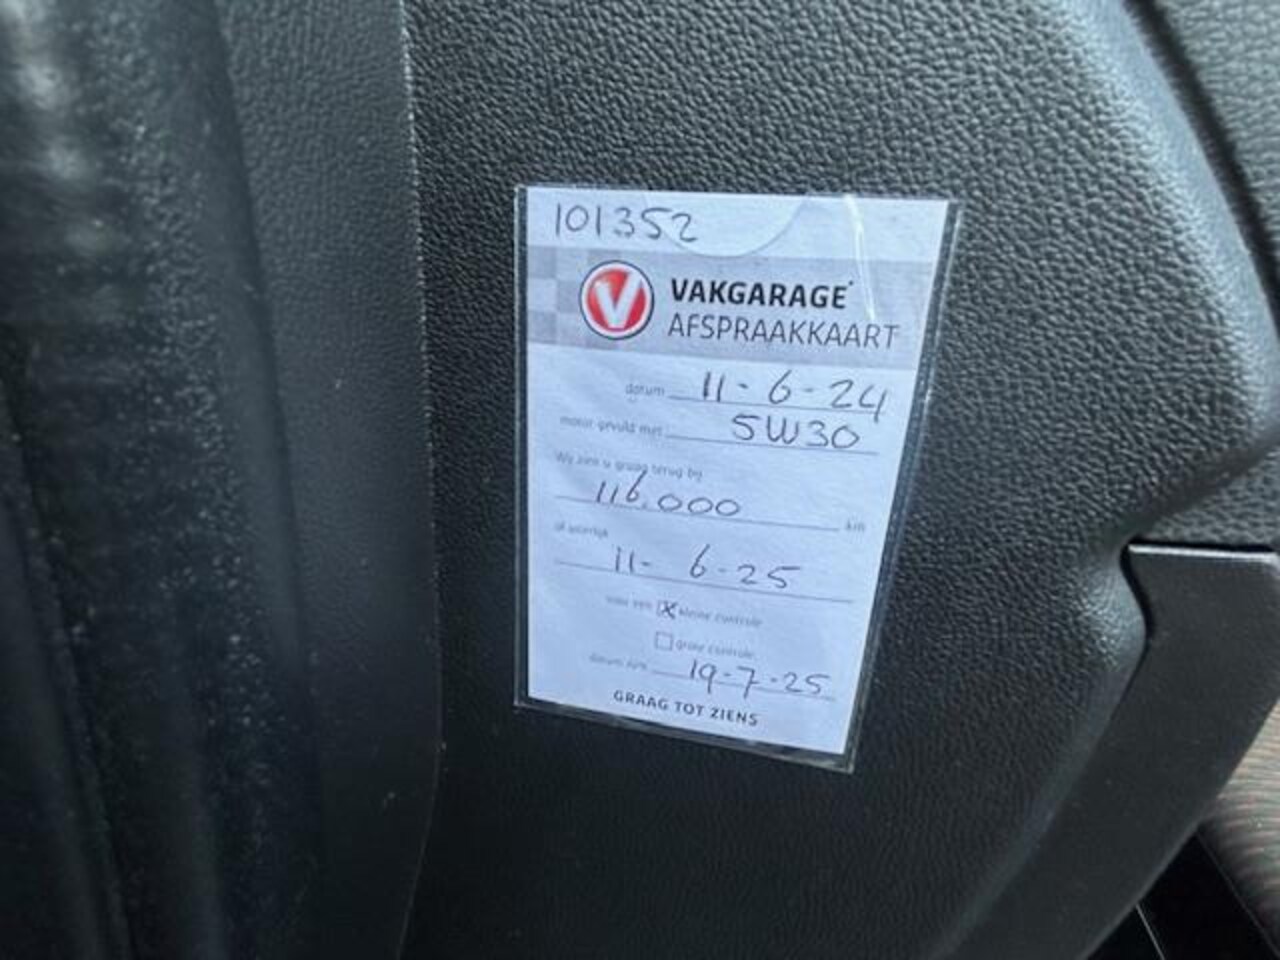 101352
V VAKGARAGE
AFSPRAAKKAART
datum 11-6-24
motor gevuld met 5W30
Wij zien u graag terug bij
116.000 km
of uiterlijk
11-6-25
voor een X kleine controle
grote controle
datum APK 19-7-25
GRAAG TOT ZIENS